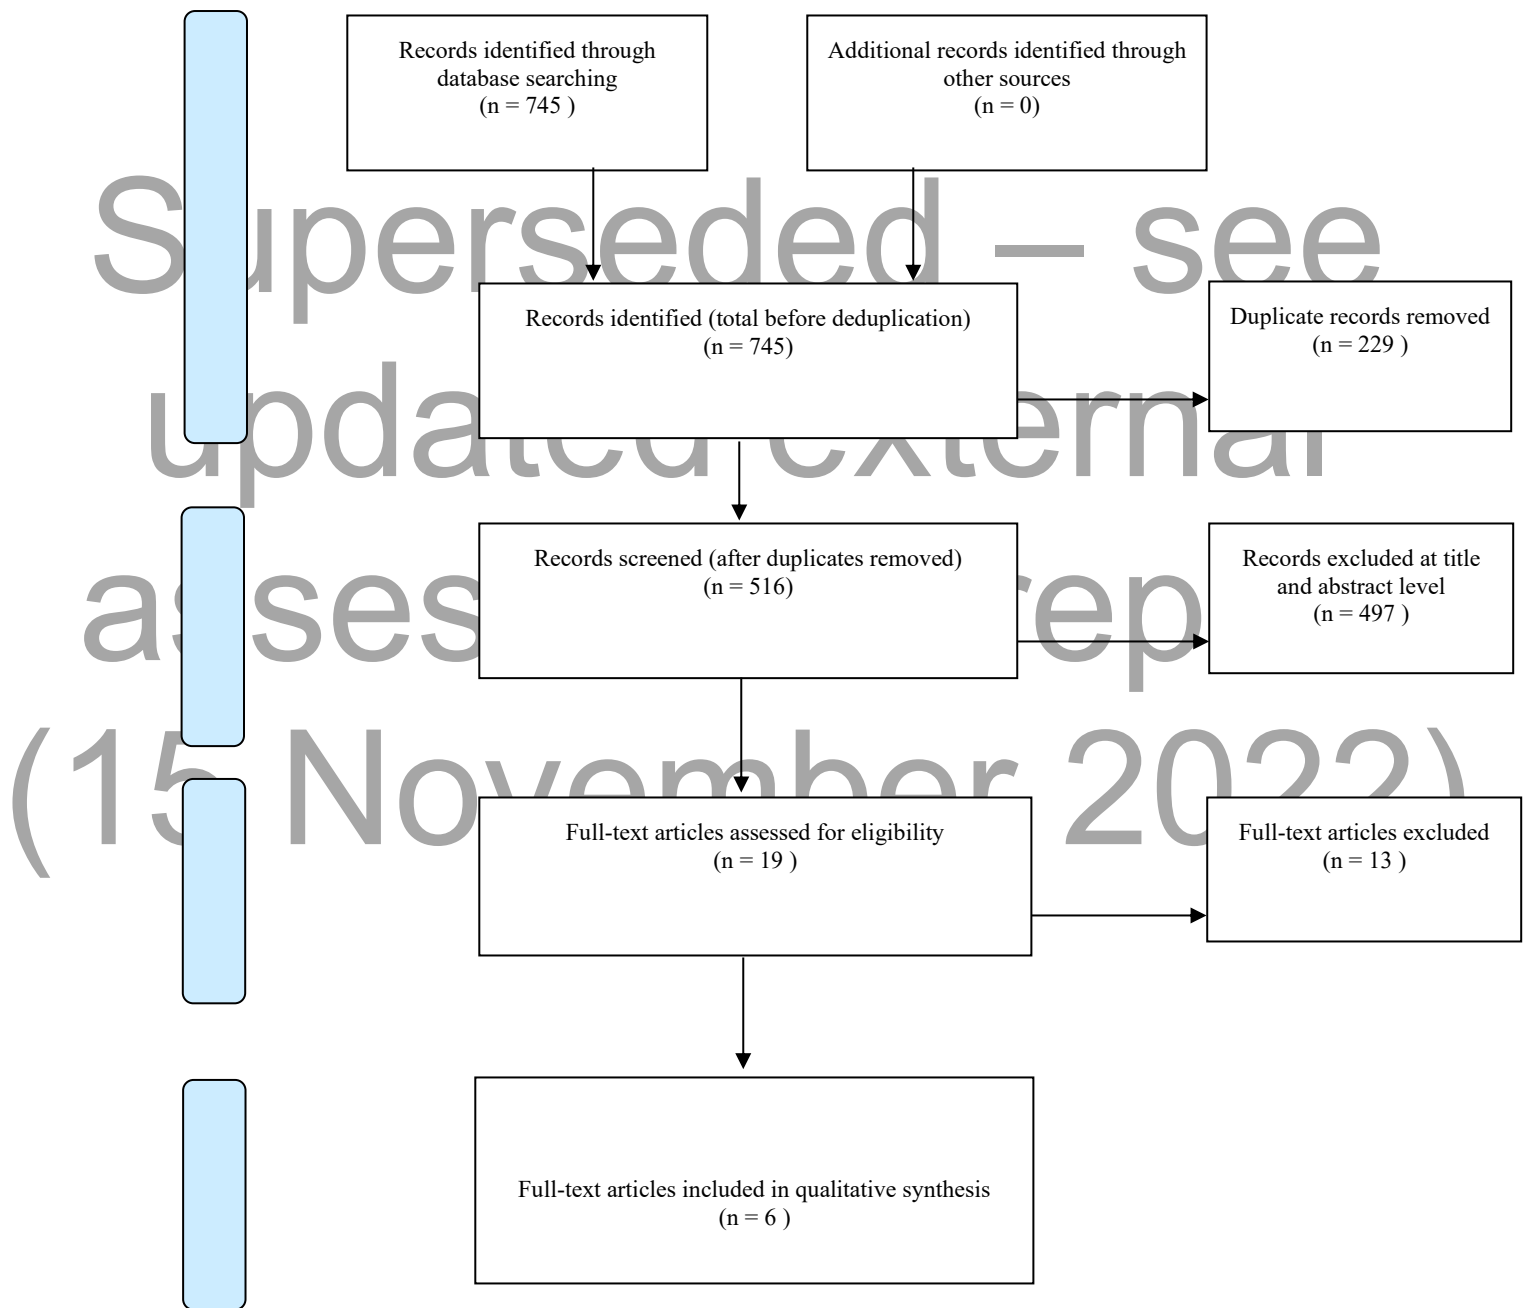 Records identified through
database searching
(n = 745 )
Additional records identified through
other sources
(n = 0)
Superseded – see
Records identified (total before deduplication)
(n = 745)
Duplicate records removed
(n = 229 )
updated external
Records screened (after duplicates removed)
(n = 516)
Records excluded at title
and abstract level
(n = 497 )
(15 November 2022)
Full-text articles assessed for eligibility
(n = 19 )
Full-text articles excluded
(n = 13 )
Full-text articles included in qualitative synthesis
(n = 6 )